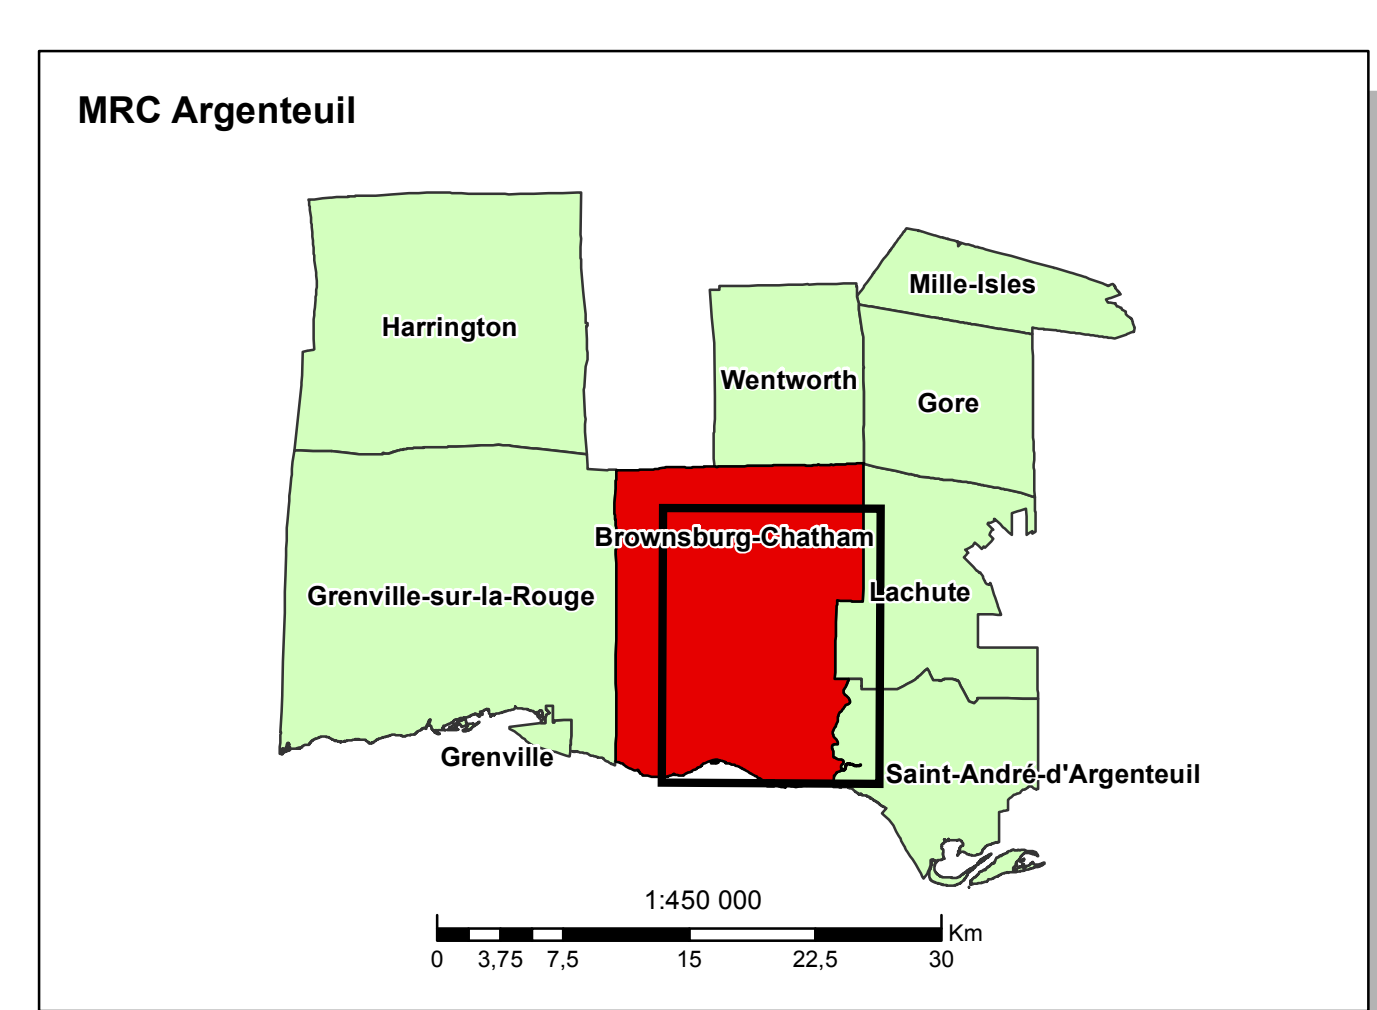 MRC Argenteuil
Mille-Isles
Harrington
Wentworth
Gore
Brownsburg-Chatham
Lachute
Grenville-sur-la-Rouge
Grenville
Saint-André-d'Argenteuil
1:450 000
Km
0 3,75 7,5 15 22,5 30